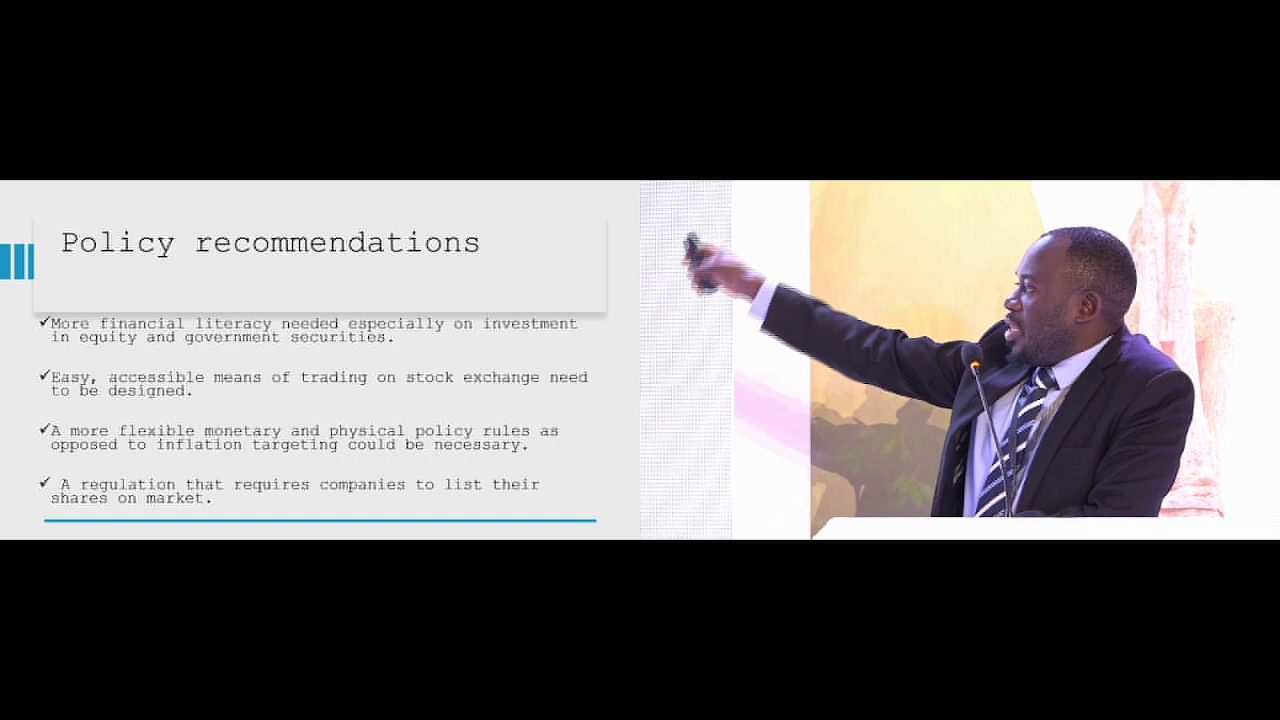 Policy recommendations
✓More financial literacy needed especially on investment
in equity and government securities.
✓Easy, accessible means of trading exchange need
to be designed.
✓A more flexible monetary and physical policy rules as
opposed to inflation targeting could be necessary.
✓ A regulation that requires companies to list their
shares on market.